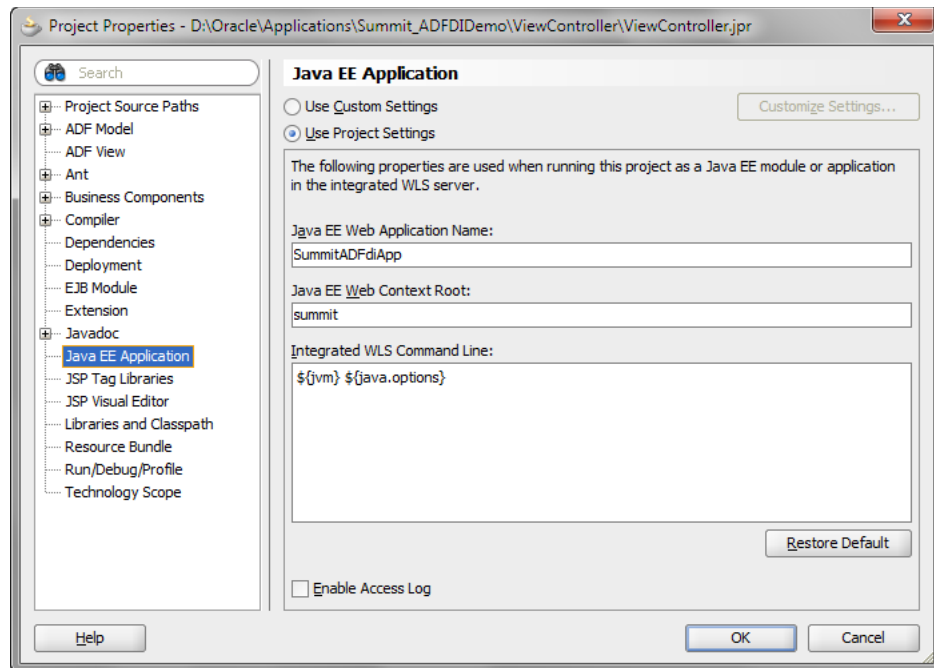 Project Properties - D:\Oracle\Applications\Summit_ADFDIDemo\ViewController\ViewController.jpr
Search
Project Source Paths
ADF Model
ADF View
Ant
Business Components
Compiler
Dependencies
Deployment
EJB Module
Extension
Javadoc
Java EE Application
JSP Tag Libraries
JSP Visual Editor
Libraries and Classpath
Resource Bundle
Run/Debug/Profile
Technology Scope
Java EE Application
Use Custom Settings
Customize Settings...
Use Project Settings
The following properties are used when running this project as a Java EE module or application
in the integrated WLS server.
Java EE Web Application Name:
SummitADFdiApp
Java EE Web Context Root:
summit
Integrated WLS Command Line:
${jvm} ${java.options}
Restore Default
Enable Access Log
Help
OK
Cancel